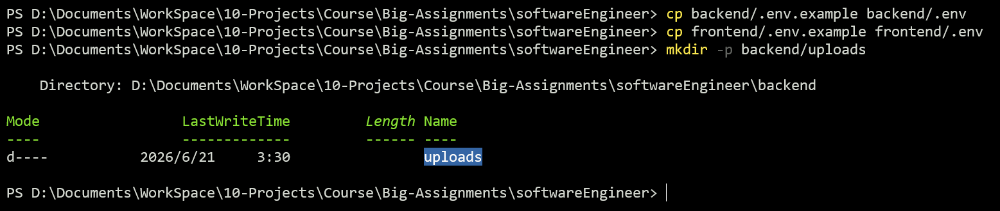 PS D:\Documents\WorkSpace\10-Projects\Course\Big-Assignments\softwareEngineer> cp backend/.env.example backend/.env
PS D:\Documents\WorkSpace\10-Projects\Course\Big-Assignments\softwareEngineer> cp frontend/.env.example frontend/.env
PS D:\Documents\WorkSpace\10-Projects\Course\Big-Assignments\softwareEngineer> mkdir -p backend/uploads
    Directory: D:\Documents\WorkSpace\10-Projects\Course\Big-Assignments\softwareEngineer\backend
Mode                 LastWriteTime         Length Name
----                 -------------         ------ ----
d----           2026/6/21     3:30                uploads
PS D:\Documents\WorkSpace\10-Projects\Course\Big-Assignments\softwareEngineer>